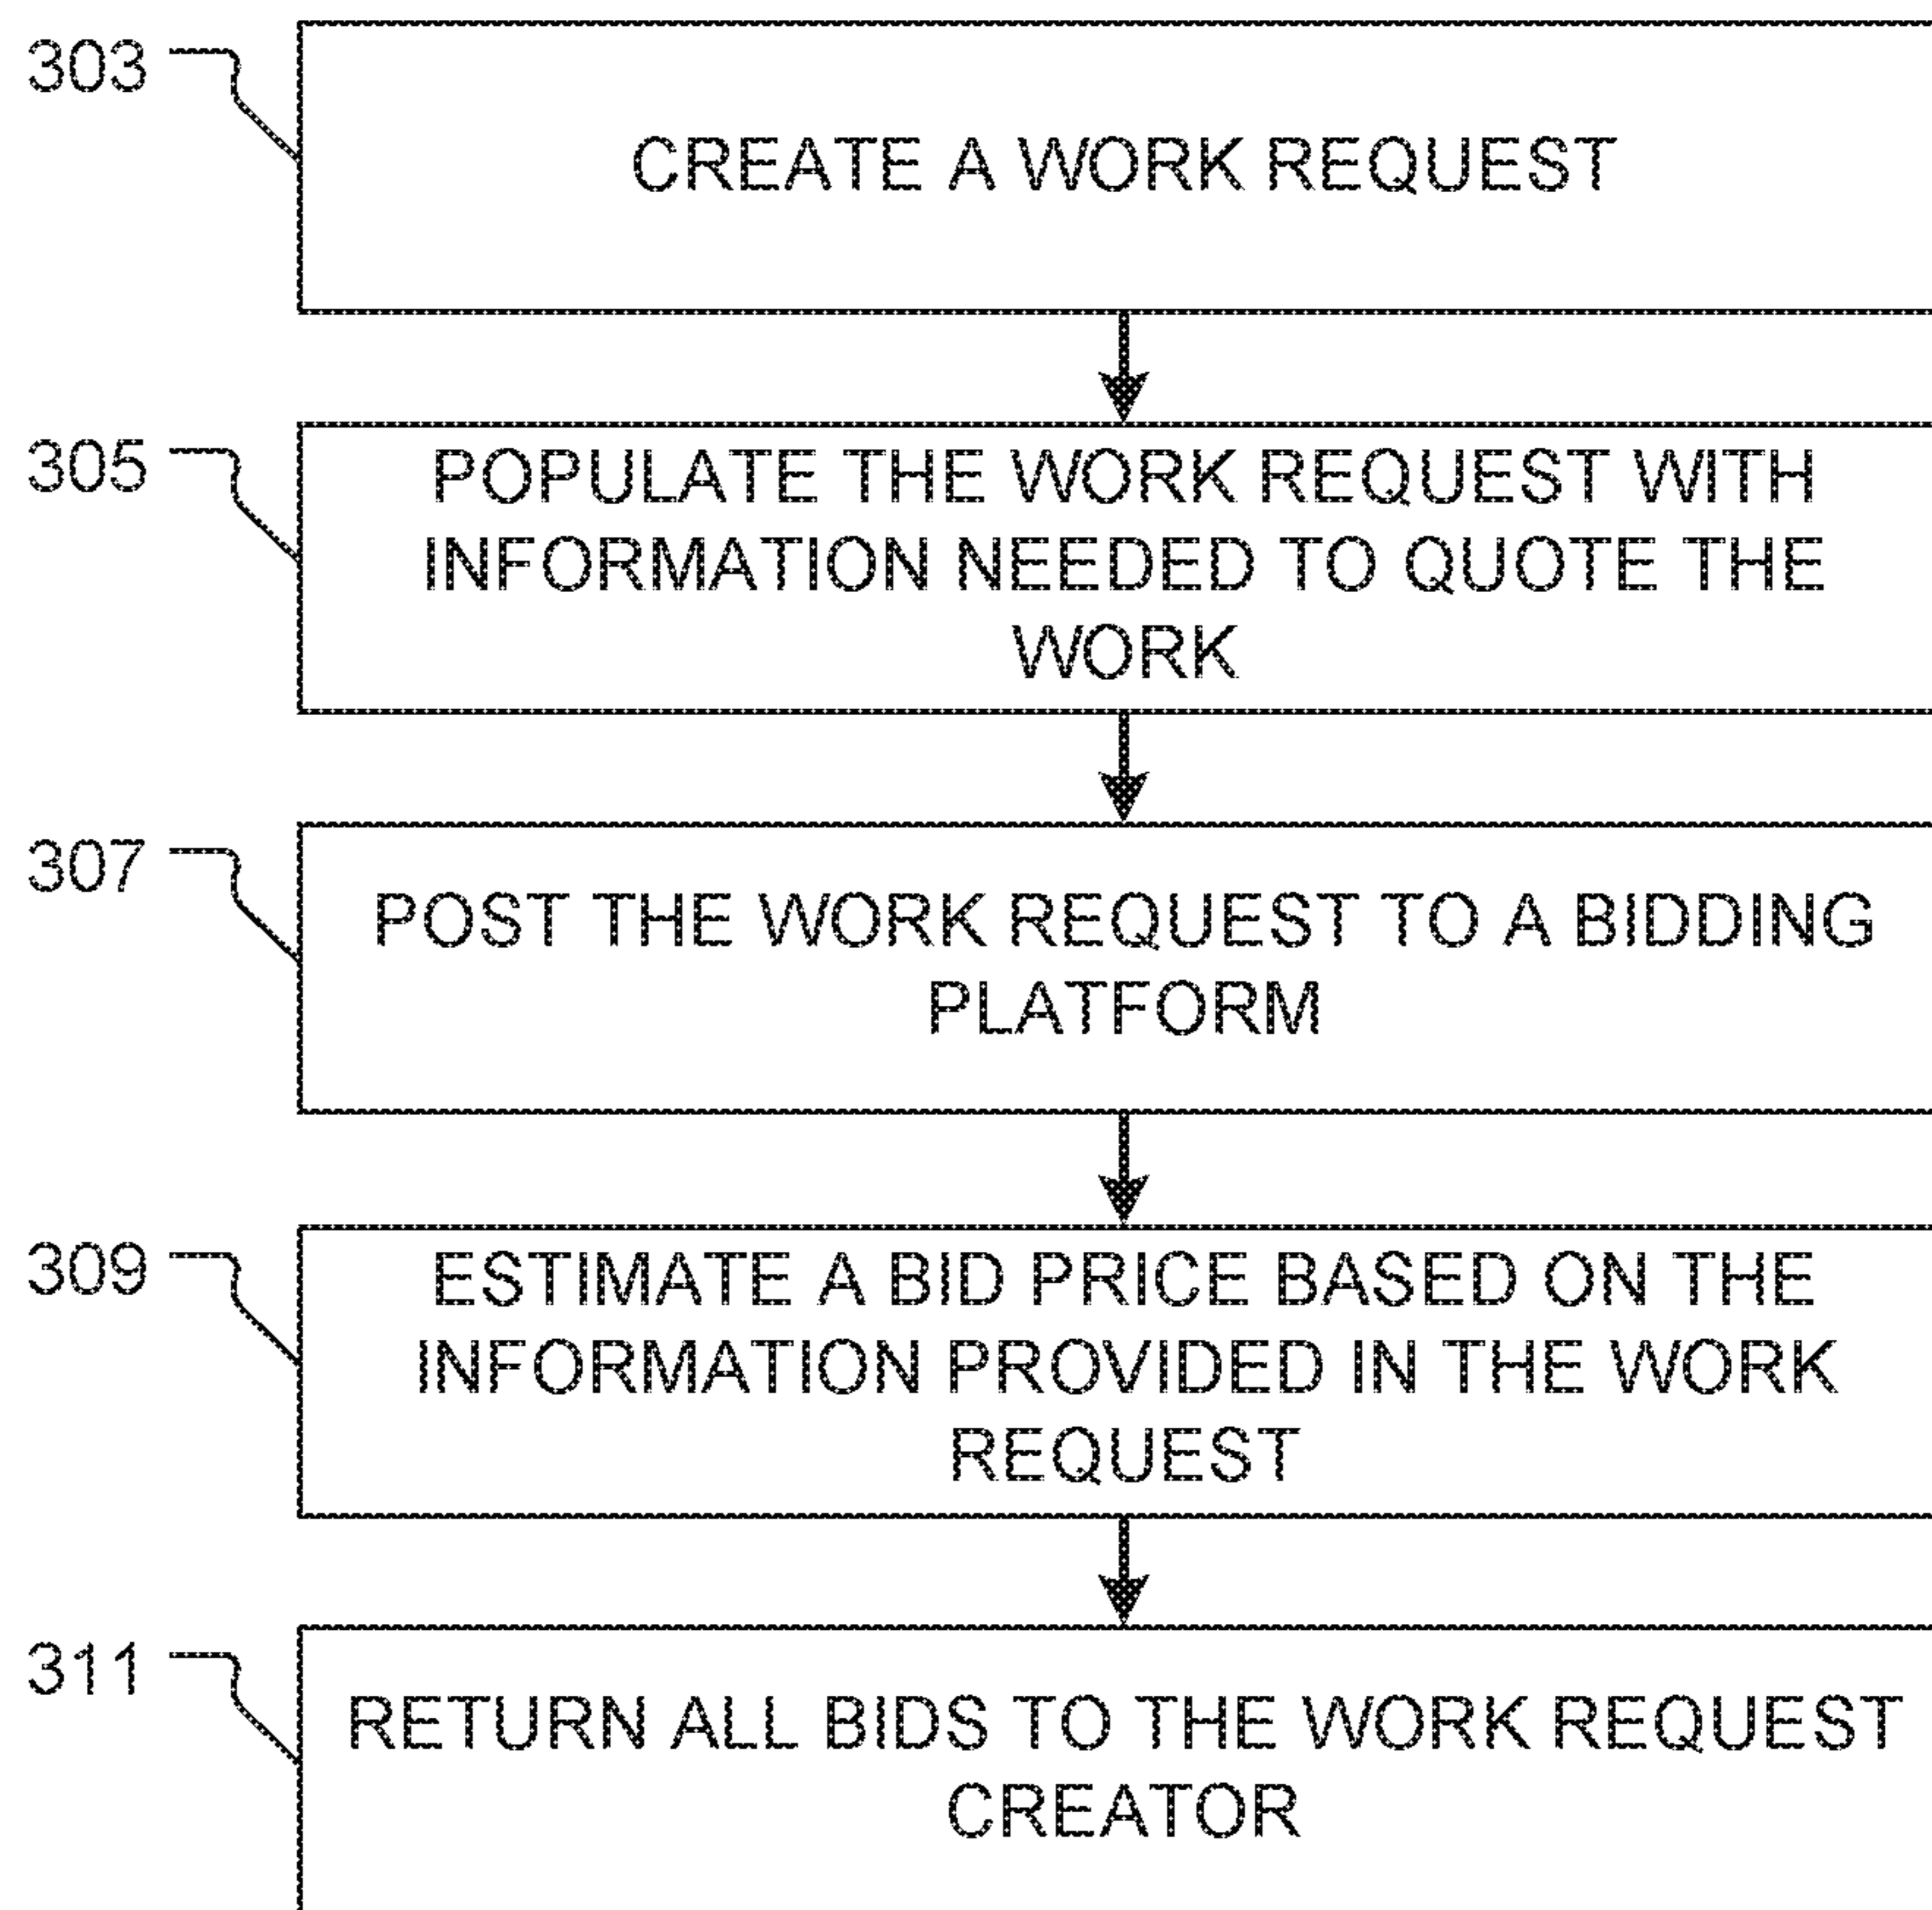 303
CREATE A WORK REQUEST
305
POPULATE THE WORK REQUEST WITH
INFORMATION NEEDED TO QUOTE THE
WORK
307
POST THE WORK REQUEST TO A BIDDING
PLATFORM
309
ESTIMATE A BID PRICE BASED ON THE
INFORMATION PROVIDED IN THE WORK
REQUEST
311
RETURN ALL BIDS TO THE WORK REQUEST
CREATOR